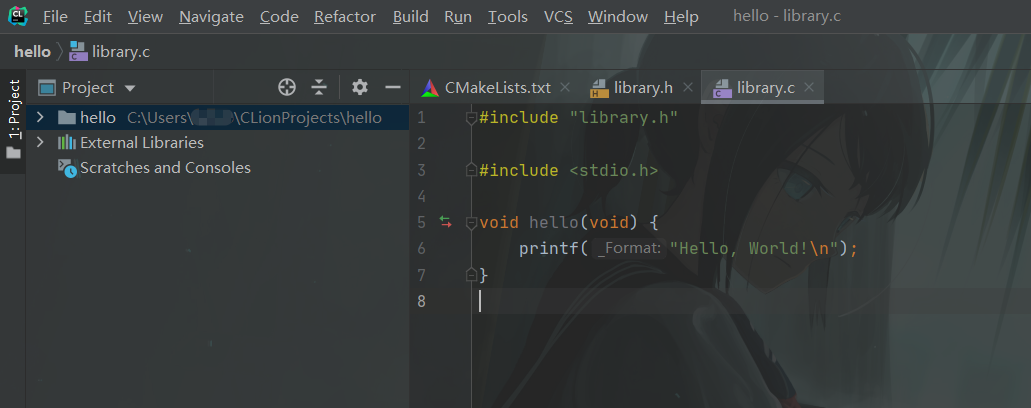 CL File Edit View Navigate Code Refactor Build Run Tools VCS Window Help hello - library.c
hello library.c
1: Project
Project
CMakeLists.txt library.h library.c
hello C:\Users\ \CLionProjects\hello
External Libraries
Scratches and Consoles
1 #include "library.h"
2
3 #include <stdio.h>
4
5 void hello(void) {
6 printf( _Format: "Hello, World!\n");
7 }
8